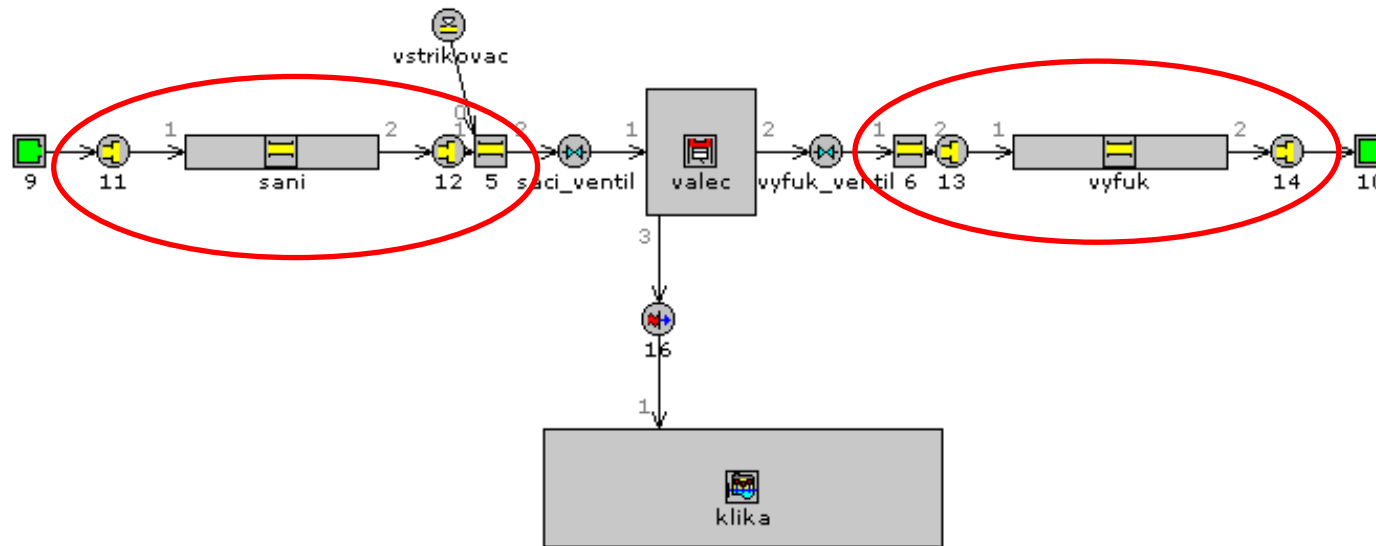 vstrikovac
0
1 2 1 2 1 2 1 2 1 2
9 11 sani 12 5 saci_ventil valec vyfuk_ventil 6 13 vyfuk 14 10
3
16
1
klika